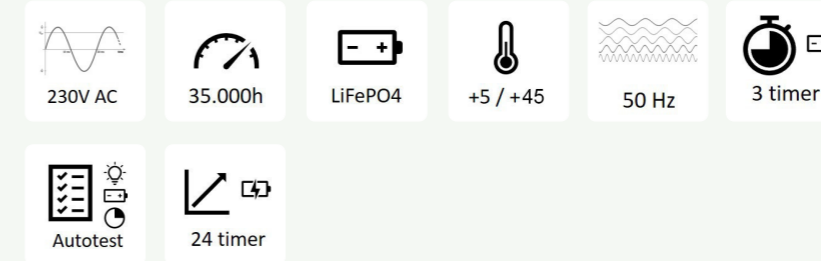 230V AC
35.000h
LiFePO4
+5 / +45
50 Hz
3 timer
Autotest
24 timer